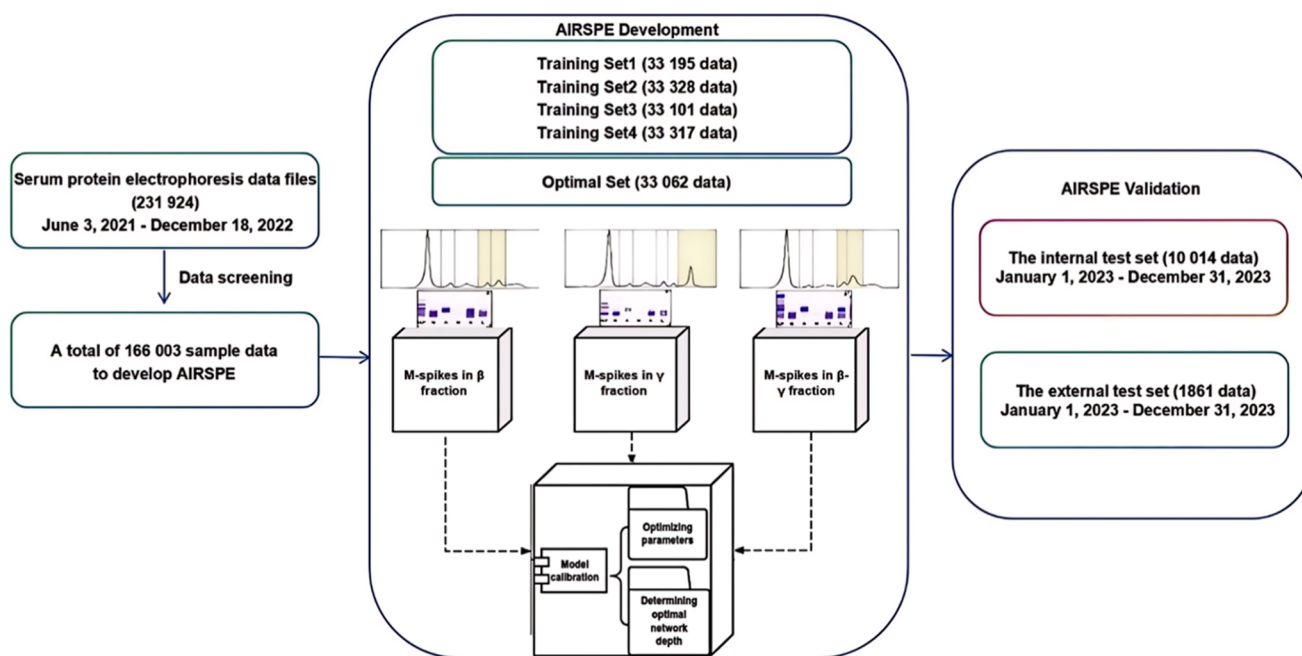 Serum protein electrophoresis data files
(231 924)
June 3, 2021 - December 18, 2022
Data screening
A total of 166 003 sample data
to develop AIRSPE
AIRSPE Development
Training Set1 (33 195 data)
Training Set2 (33 328 data)
Training Set3 (33 101 data)
Training Set4 (33 317 data)
Optimal Set (33 062 data)
M-spikes in β
fraction
M-spikes in γ
fraction
M-spikes in β-
γ fraction
Model
calibration
Optimizing
parameters
Determining
optimal
network
depth
AIRSPE Validation
The internal test set (10 014 data)
January 1, 2023 - December 31, 2023
The external test set (1861 data)
January 1, 2023 - December 31, 2023